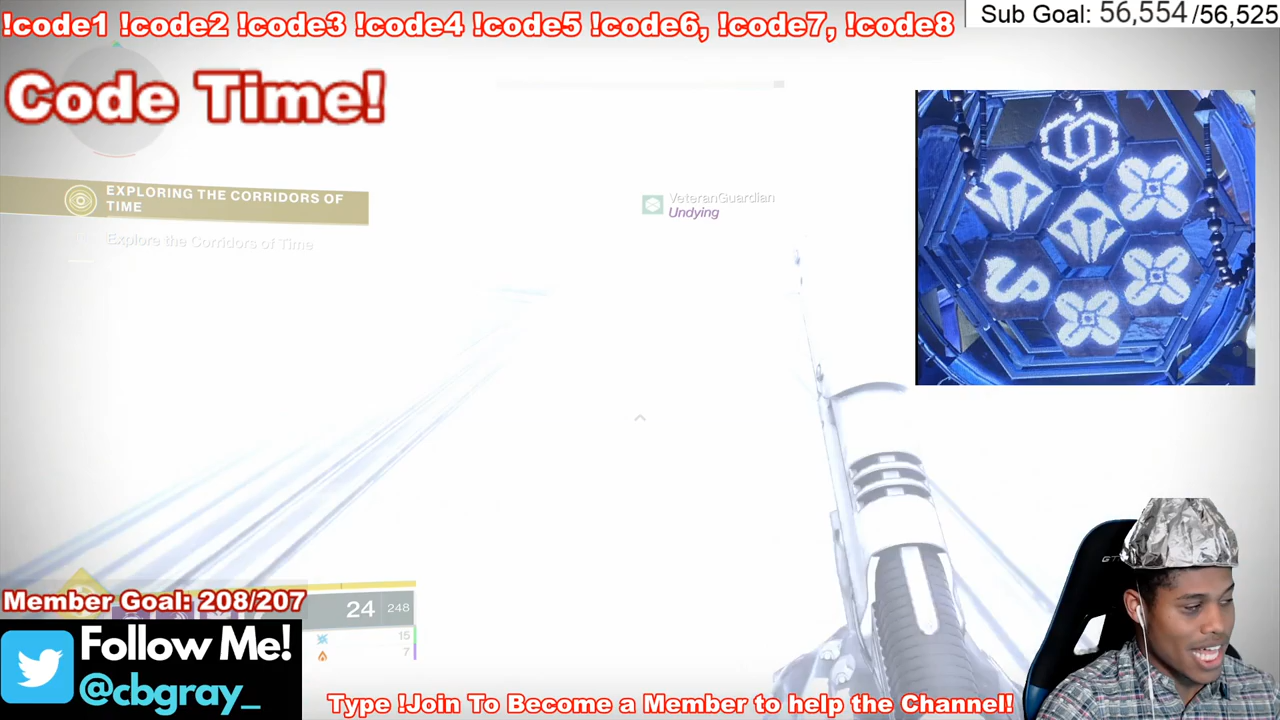 !code1 !code2 !code3 !code4 !code5 !code6, !code7, !code8
Sub Goal: 56,554/56,525
Code Time!
EXPLORING THE CORRIDORS OF
TIME
Explore the Corridors of Time
VeteranGuardian
Undying
Member Goal: 208/207
24 248
15
7
Follow Me!
@cbgray_
Type !Join To Become a Member to help the Channel!